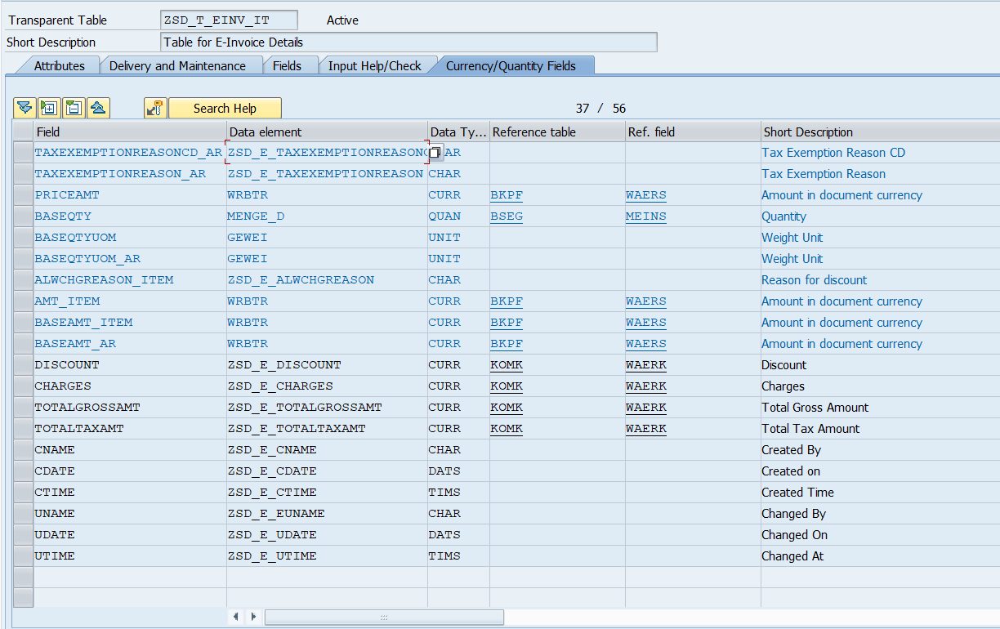 Transparent Table ZSD_T_EINV_IT Active
Short Description Table for E-Invoice Details
Attributes Delivery and Maintenance Fields Input Help/Check Currency/Quantity Fields
Search Help 37 / 56
Field Data element Data Ty... Reference table Ref. field Short Description
TAXEXEMPTIONREASONCD_AR ZSD_E_TAXEXEMPTIONREASONC AR Tax Exemption Reason CD
TAXEXEMPTIONREASON_AR ZSD_E_TAXEXEMPTIONREASON CHAR Tax Exemption Reason
PRICEAMT WRBTR CURR BKPF WAERS Amount in document currency
BASEQTY MENGE_D QUAN BSEG MEINS Quantity
BASEQTYUOM GEWEI UNIT Weight Unit
BASEQTYUOM_AR GEWEI UNIT Weight Unit
ALWCHGREASON_ITEM ZSD_E_ALWCHGREASON CHAR Reason for discount
AMT_ITEM WRBTR CURR BKPF WAERS Amount in document currency
BASEAMT_ITEM WRBTR CURR BKPF WAERS Amount in document currency
BASEAMT_AR WRBTR CURR BKPF WAERS Amount in document currency
DISCOUNT ZSD_E_DISCOUNT CURR KOMK WAERK Discount
CHARGES ZSD_E_CHARGES CURR KOMK WAERK Charges
TOTALGROSSAMT ZSD_E_TOTALGROSSAMT CURR KOMK WAERK Total Gross Amount
TOTALTAXAMT ZSD_E_TOTALTAXAMT CURR KOMK WAERK Total Tax Amount
CNAME ZSD_E_CNAME CHAR Created By
CDATE ZSD_E_CDATE DATS Created on
CTIME ZSD_E_CTIME TIMS Created Time
UNAME ZSD_E_EUNAME CHAR Changed By
UDATE ZSD_E_UDATE DATS Changed On
UTIME ZSD_E_UTIME TIMS Changed At